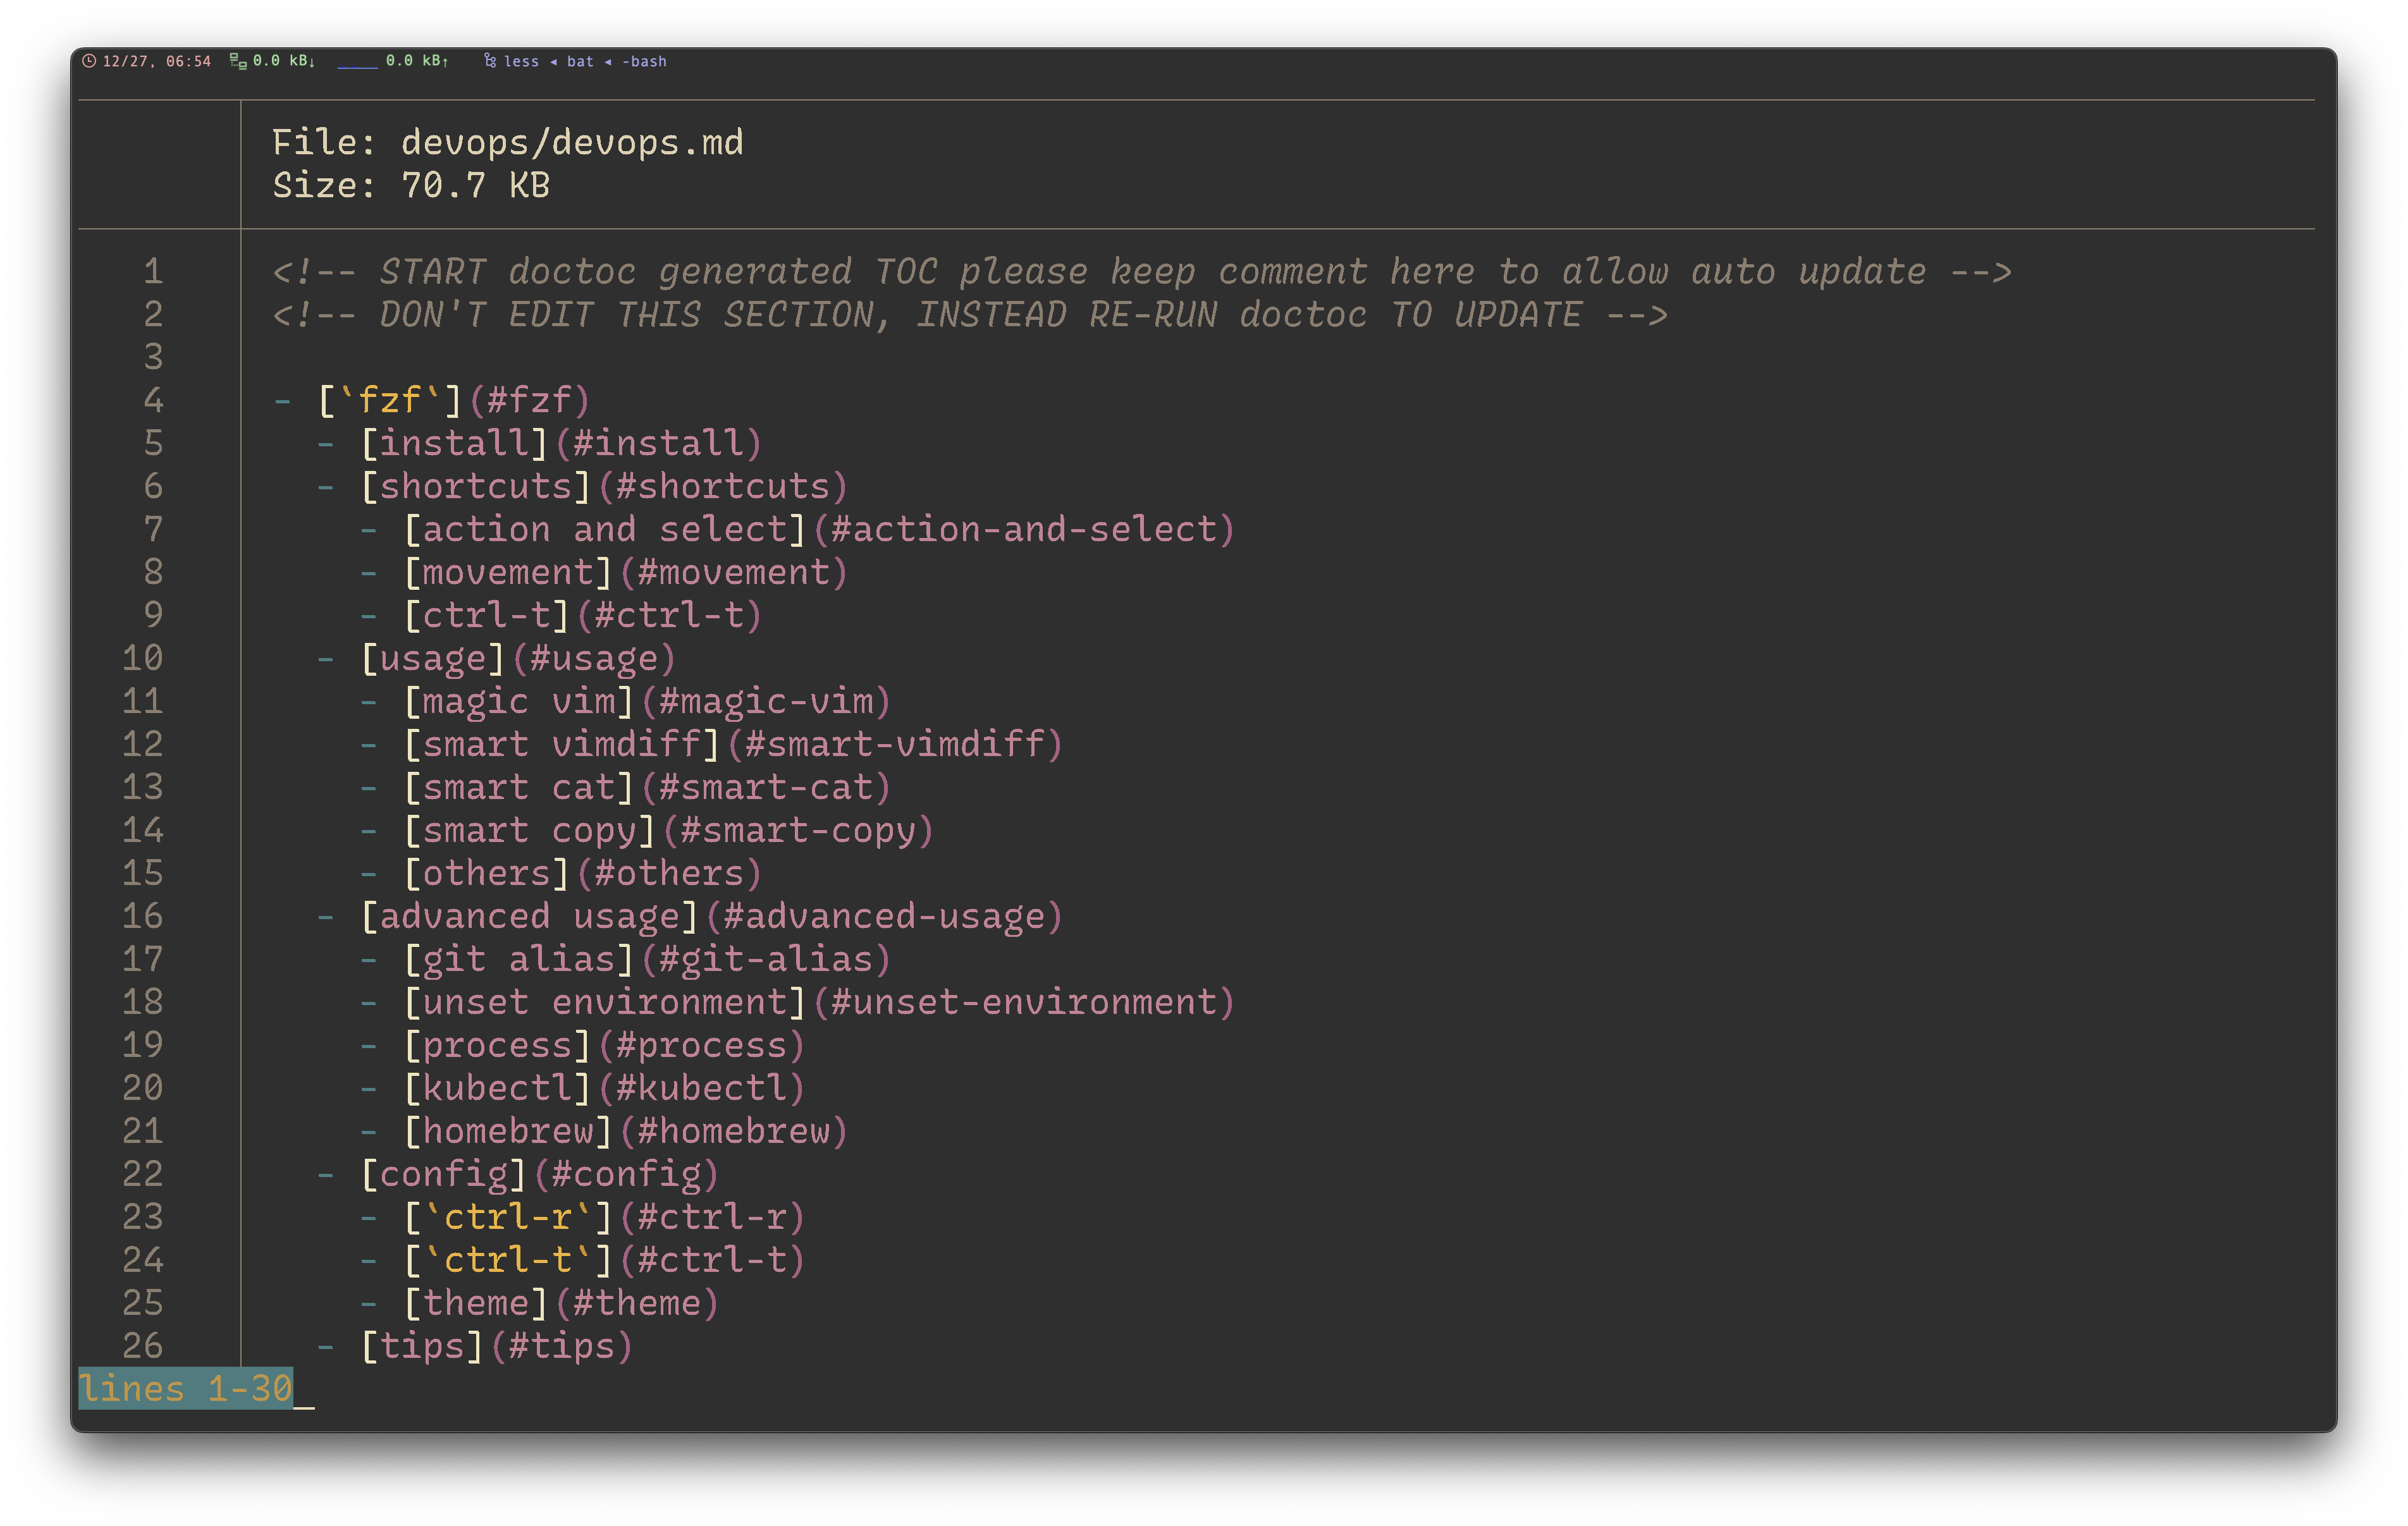 12/27, 06:54 0.0 kB↓ 0.0 kB↑ less ◂ bat ◂ -bash
File: devops/devops.md
Size: 70.7 KB
1 <!-- START doctoc generated TOC please keep comment here to allow auto update -->
2 <!-- DON'T EDIT THIS SECTION, INSTEAD RE-RUN doctoc TO UPDATE -->
3
4 - [`fzf`](#fzf)
5   - [install](#install)
6   - [shortcuts](#shortcuts)
7     - [action and select](#action-and-select)
8     - [movement](#movement)
9     - [ctrl-t](#ctrl-t)
10   - [usage](#usage)
11     - [magic vim](#magic-vim)
12     - [smart vimdiff](#smart-vimdiff)
13     - [smart cat](#smart-cat)
14     - [smart copy](#smart-copy)
15     - [others](#others)
16   - [advanced usage](#advanced-usage)
17     - [git alias](#git-alias)
18     - [unset environment](#unset-environment)
19     - [process](#process)
20     - [kubectl](#kubectl)
21     - [homebrew](#homebrew)
22   - [config](#config)
23     - [`ctrl-r`](#ctrl-r)
24     - [`ctrl-t`](#ctrl-t)
25     - [theme](#theme)
26   - [tips](#tips)
lines 1-30